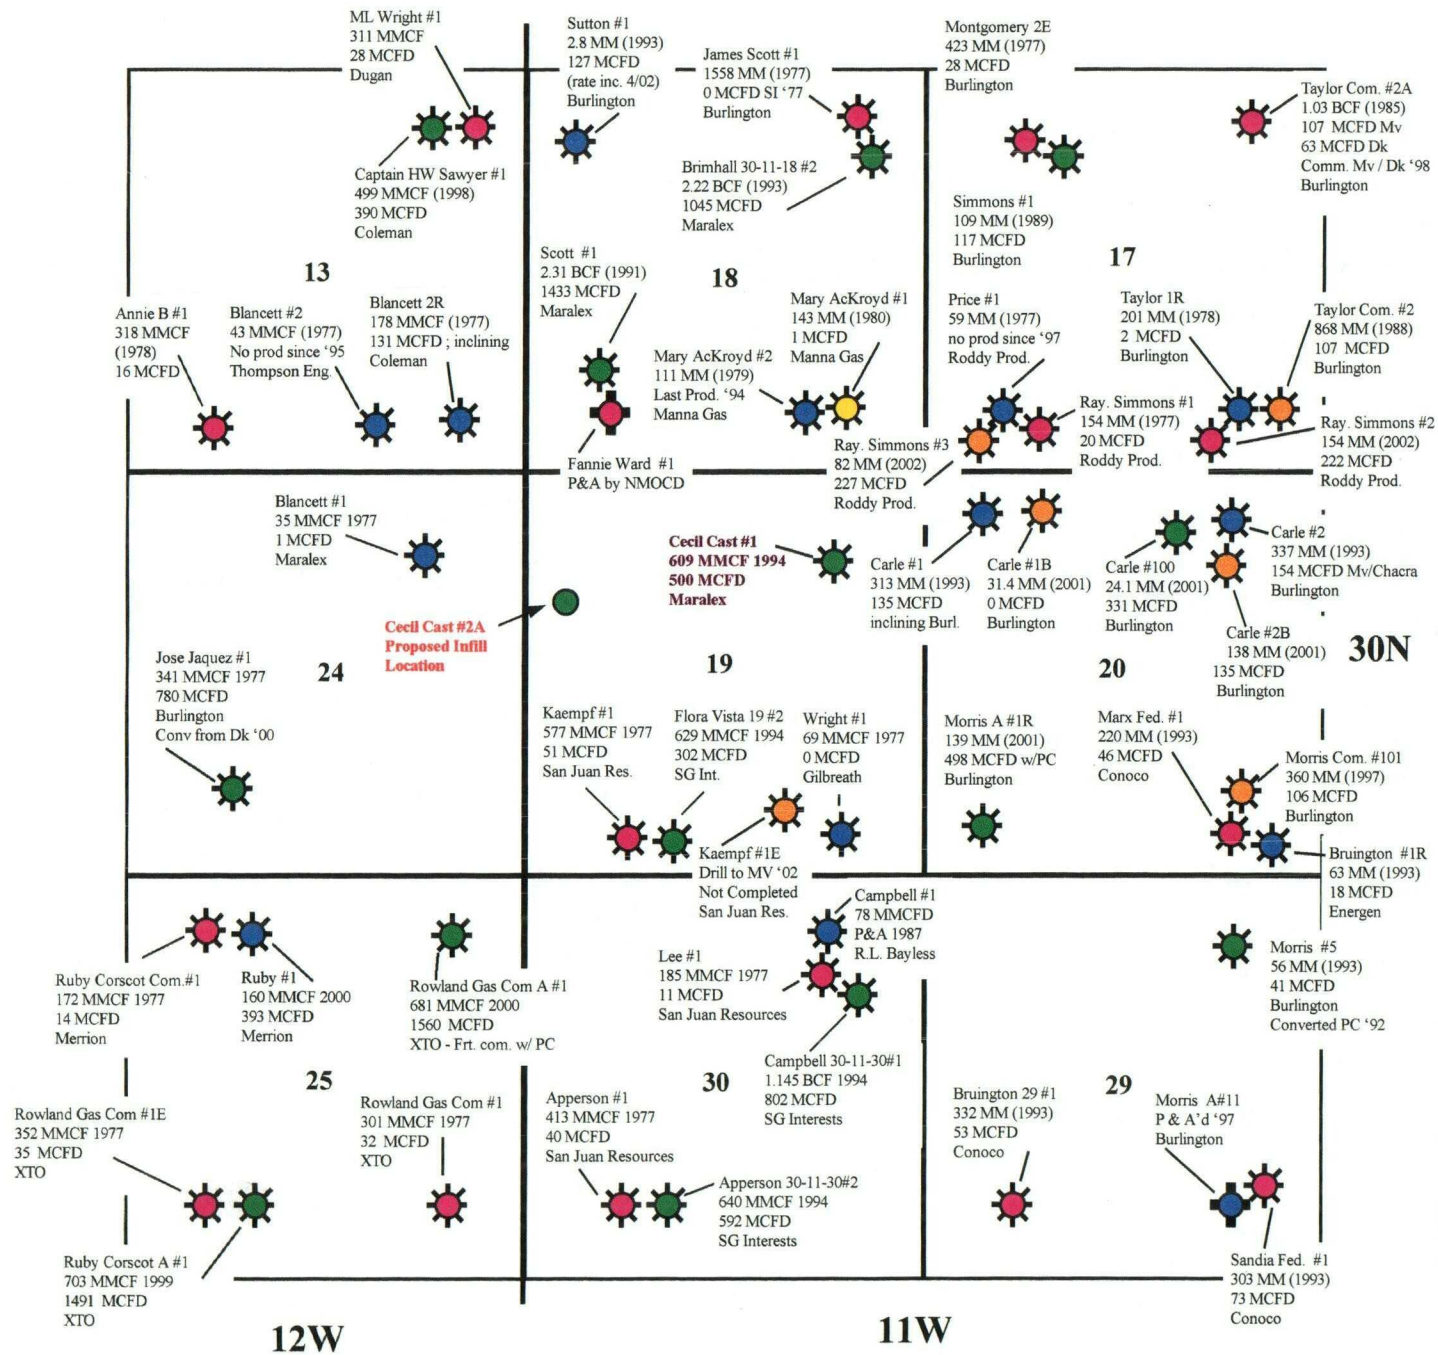 ML Wright #1
311 MMCF
28 MCFD
Dugan
Sutton #1
2.8 MM (1993)
127 MCFD
(rate inc. 4/02)
Burlington
James Scott #1
1558 MM (1977)
0 MCFD SI ‘77
Burlington
Montgomery 2E
423 MM (1977)
28 MCFD
Burlington
Taylor Com. #2A
1.03 BCF (1985)
107 MCFD Mv
63 MCFD Dk
Comm. Mv / Dk ‘98
Burlington
Captain HW Sawyer #1
499 MMCF (1998)
390 MCFD
Coleman
Brimhall 30-11-18 #2
2.22 BCF (1993)
1045 MCFD
Maralex
Simmons #1
109 MM (1989)
117 MCFD
Burlington
13
18
17
Scott #1
2.31 BCF (1991)
1433 MCFD
Maralex
Annie B #1
318 MMCF
(1978)
16 MCFD
Blancett #2
43 MMCF (1977)
No prod since ‘95
Thompson Eng.
Blancett 2R
178 MMCF (1977)
131 MCFD ; inclining
Coleman
Mary AcKroyd #2
111 MM (1979)
Last Prod. ‘94
Manna Gas
Mary AcKroyd #1
143 MM (1980)
1 MCFD
Manna Gas
Price #1
59 MM (1977)
no prod since ‘97
Roddy Prod.
Taylor 1R
201 MM (1978)
2 MCFD
Burlington
Taylor Com. #2
868 MM (1988)
107 MCFD
Burlington
Fannie Ward #1
P&A by NMOCD
Ray. Simmons #3
82 MM (2002)
227 MCFD
Roddy Prod.
Ray. Simmons #1
154 MM (1977)
20 MCFD
Roddy Prod.
Ray. Simmons #2
154 MM (2002)
222 MCFD
Roddy Prod.
Blancett #1
35 MMCF 1977
1 MCFD
Maralex
Cecil Cast #1
609 MMCF 1994
500 MCFD
Maralex
Carle #1
313 MM (1993)
135 MCFD
inclining Burl.
Carle #1B
31.4 MM (2001)
0 MCFD
Burlington
Carle #100
24.1 MM (2001)
331 MCFD
Burlington
Carle #2
337 MM (1993)
154 MCFD Mv/Chacra
Burlington
Carle #2B
138 MM (2001)
135 MCFD
Burlington
Cecil Cast #2A
Proposed Infill
Location
24
19
20
30N
Jose Jaquez #1
341 MMCF 1977
780 MCFD
Burlington
Conv from Dk ‘00
Kaempf #1
577 MMCF 1977
51 MCFD
San Juan Res.
Flora Vista 19 #2
629 MMCF 1994
302 MCFD
SG Int.
Wright #1
69 MMCF 1977
0 MCFD
Gilbreath
Morris A #1R
139 MM (2001)
498 MCFD w/PC
Burlington
Marx Fed. #1
220 MM (1993)
46 MCFD
Conoco
Morris Com. #101
360 MM (1997)
106 MCFD
Burlington
Kaempf #1E
Drill to MV ‘02
Not Completed
San Juan Res.
Bruington #1R
63 MM (1993)
18 MCFD
Energen
Ruby Corscot Com.#1
172 MMCF 1977
14 MCFD
Merrion
Ruby #1
160 MMCF 2000
393 MCFD
Merrion
Rowland Gas Com A #1
681 MMCF 2000
1560 MCFD
XTO - Frt. com. w/ PC
Campbell #1
78 MMCFD
P&A 1987
R.L. Bayless
Lee #1
185 MMCF 1977
11 MCFD
San Juan Resources
Morris #5
56 MM (1993)
41 MCFD
Burlington
Converted PC ‘92
Campbell 30-11-30#1
1.145 BCF 1994
802 MCFD
SG Interests
25
30
29
Rowland Gas Com #1E
352 MMCF 1977
35 MCFD
XTO
Rowland Gas Com #1
301 MMCF 1977
32 MCFD
XTO
Apperson #1
413 MMCF 1977
40 MCFD
San Juan Resources
Bruington 29 #1
332 MM (1993)
53 MCFD
Conoco
Morris A#11
P & A’d ‘97
Burlington
Apperson 30-11-30#2
640 MMCF 1994
592 MCFD
SG Interests
Ruby Corscot A #1
703 MMCF 1999
1491 MCFD
XTO
Sandia Fed. #1
303 MM (1993)
73 MCFD
Conoco
12W
11W